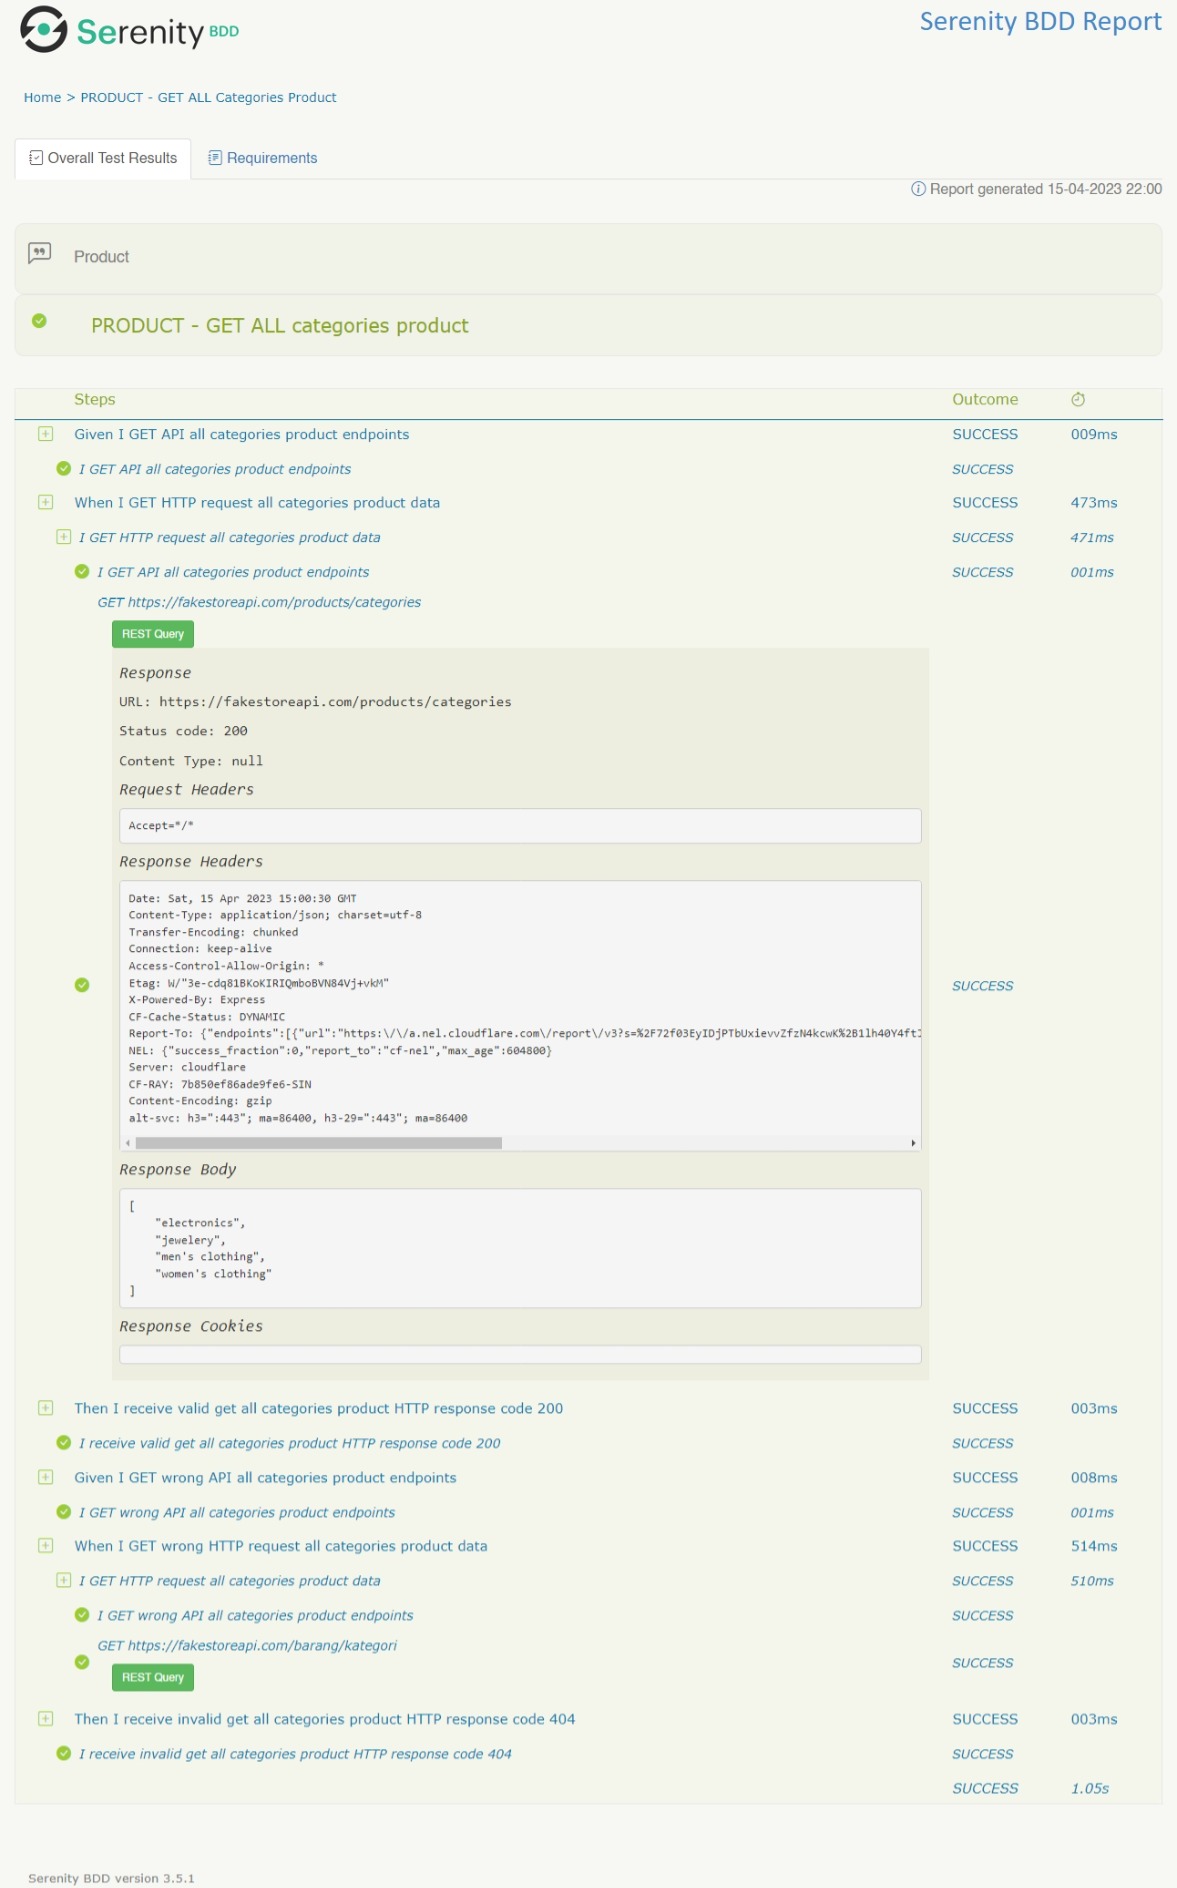 Serenity BDD
Serenity BDD Report
Home > PRODUCT - GET ALL Categories Product
Overall Test Results
Requirements
Report generated 15-04-2023 22:00
Product
PRODUCT - GET ALL categories product
Steps Outcome
Given I GET API all categories product endpoints SUCCESS 009ms
I GET API all categories product endpoints SUCCESS
When I GET HTTP request all categories product data SUCCESS 473ms
I GET HTTP request all categories product data SUCCESS 471ms
I GET API all categories product endpoints SUCCESS 001ms
GET https://fakestoreapi.com/products/categories
REST Query
Response
URL: https://fakestoreapi.com/products/categories
Status code: 200
Content Type: null
Request Headers
Accept=*/*
Response Headers
Date: Sat, 15 Apr 2023 15:00:30 GMT
Content-Type: application/json; charset=utf-8
Transfer-Encoding: chunked
Connection: keep-alive
Access-Control-Allow-Origin: *
Etag: W/"3e-cdq81BKoKIRIQmboBVN84Vj+vkM"
X-Powered-By: Express
CF-Cache-Status: DYNAMIC
Report-To: {"endpoints":[{"url":"https:\/\/a.nel.cloudflare.com\/report\/v3?s=%2F72f03EyIDjPTbUxievvZfzN4kcwK%2B1lh40Y4ft
NEL: {"success_fraction":0,"report_to":"cf-nel","max_age":604800}
Server: cloudflare
CF-RAY: 7b850ef86ade9fe6-SIN
Content-Encoding: gzip
alt-svc: h3=":443"; ma=86400, h3-29=":443"; ma=86400
SUCCESS
Response Body
[
"electronics",
"jewelery",
"men's clothing",
"women's clothing"
]
Response Cookies
Then I receive valid get all categories product HTTP response code 200 SUCCESS 003ms
I receive valid get all categories product HTTP response code 200 SUCCESS
Given I GET wrong API all categories product endpoints SUCCESS 008ms
I GET wrong API all categories product endpoints SUCCESS 001ms
When I GET wrong HTTP request all categories product data SUCCESS 514ms
I GET HTTP request all categories product data SUCCESS 510ms
I GET wrong API all categories product endpoints SUCCESS
GET https://fakestoreapi.com/barang/kategori
SUCCESS
REST Query
Then I receive invalid get all categories product HTTP response code 404 SUCCESS 003ms
I receive invalid get all categories product HTTP response code 404 SUCCESS
SUCCESS 1.05s
Serenity BDD version 3.5.1